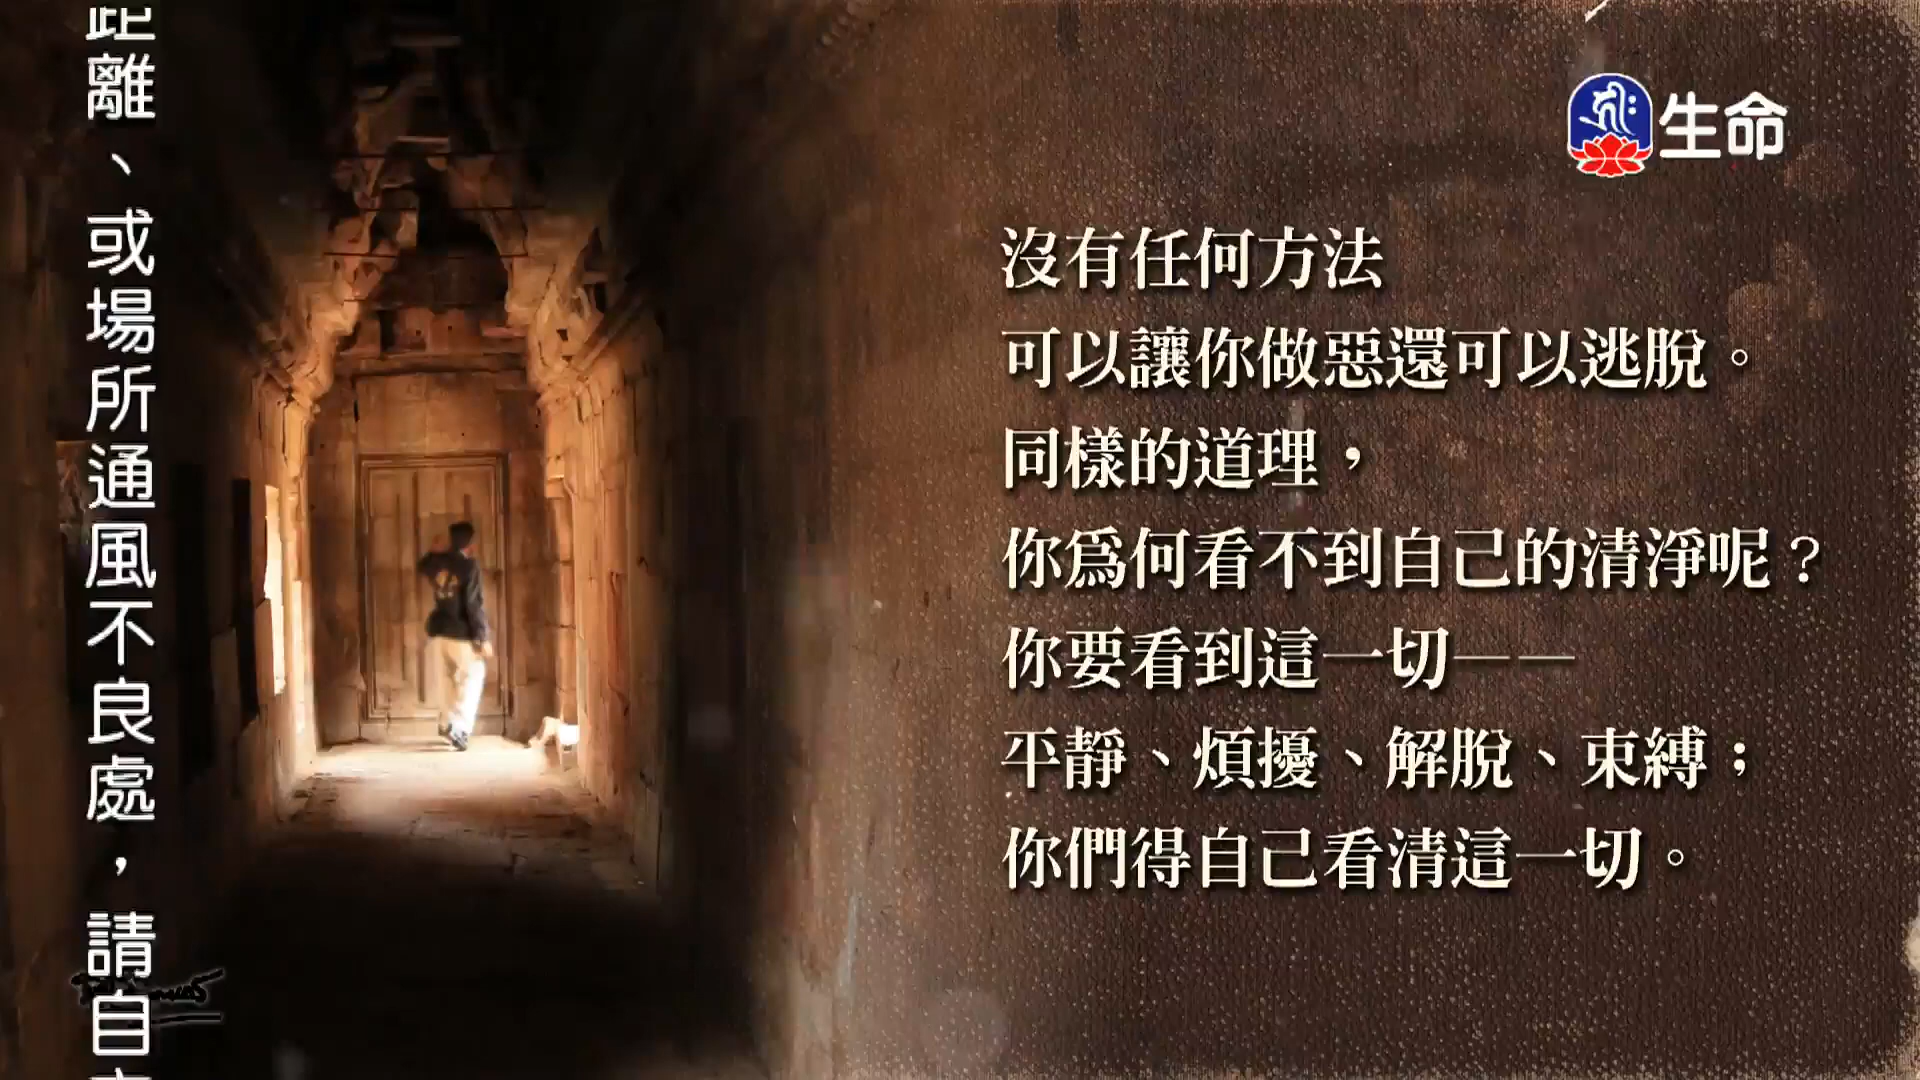 生命
沒有任何方法
可以讓你做惡還可以逃脫。
同樣的道理，
你爲何看不到自己的清淨呢？
你要看到這一切——
平靜、煩擾、解脫、束縛；
你們得自己看清這一切。
距離、或場所通風不良處，請自